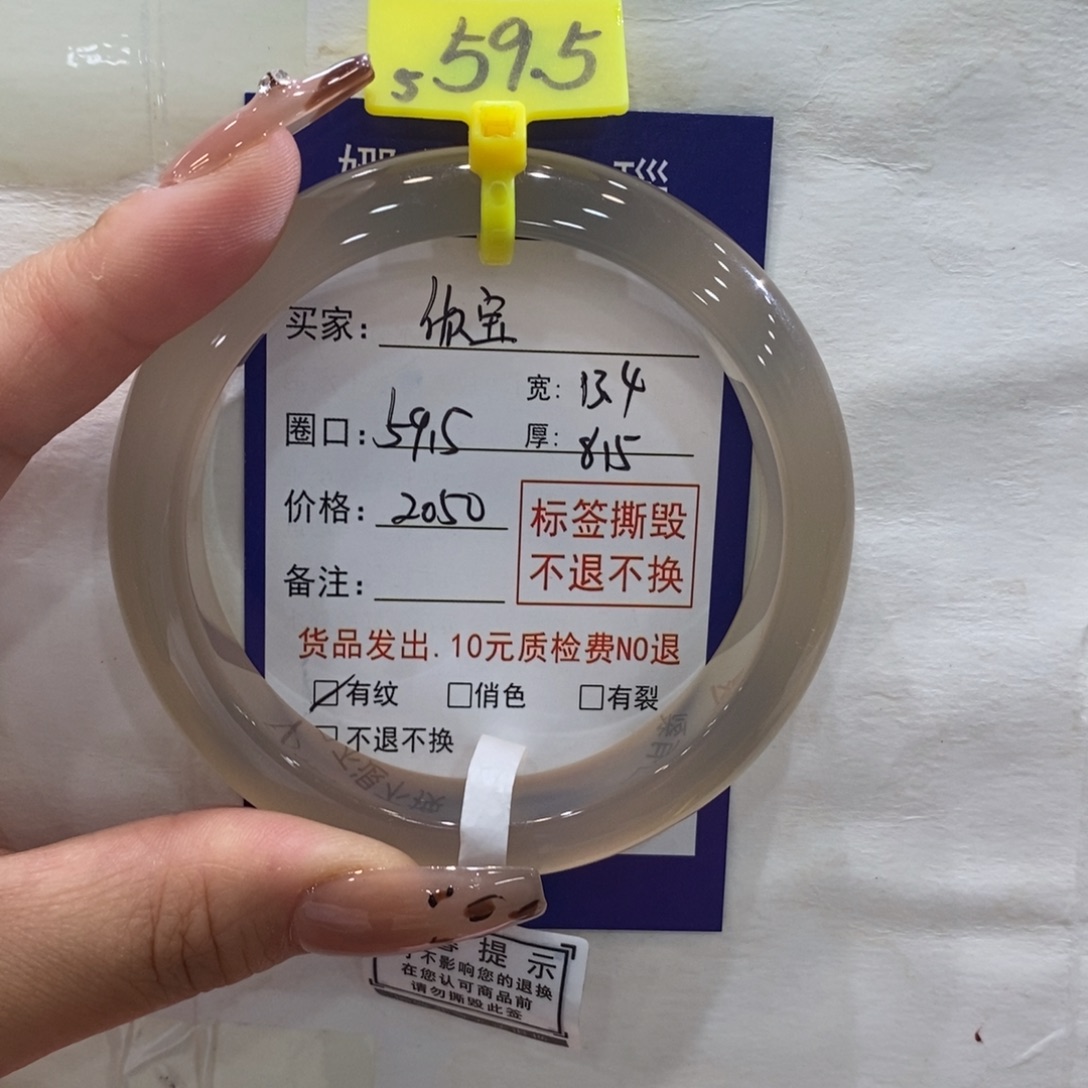 5 59.5
买家: 依宝
宽: 13.4
圈口: 59.5
厚: 8.15
价格: 2050
标签撕毁
不退不换
备注:
货品发出.10元质检费NO退
有纹 俏色 有裂
不退不换
提示
不影响您的退换
在您认可商品前
请勿撕毁此签